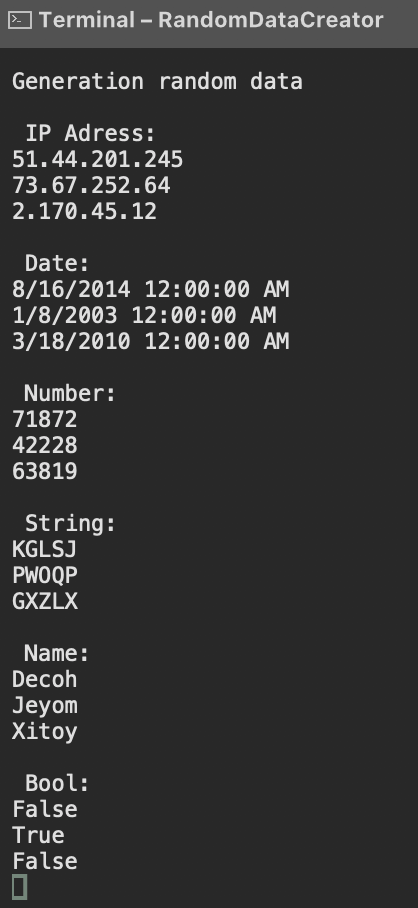 Terminal – RandomDataCreator
Generation random data
IP Adress:
51.44.201.245
73.67.252.64
2.170.45.12
Date:
8/16/2014 12:00:00 AM
1/8/2003 12:00:00 AM
3/18/2010 12:00:00 AM
Number:
71872
42228
63819
String:
KGLSJ
PWOQP
GXZLX
Name:
Decoh
Jeyom
Xitoy
Bool:
False
True
False